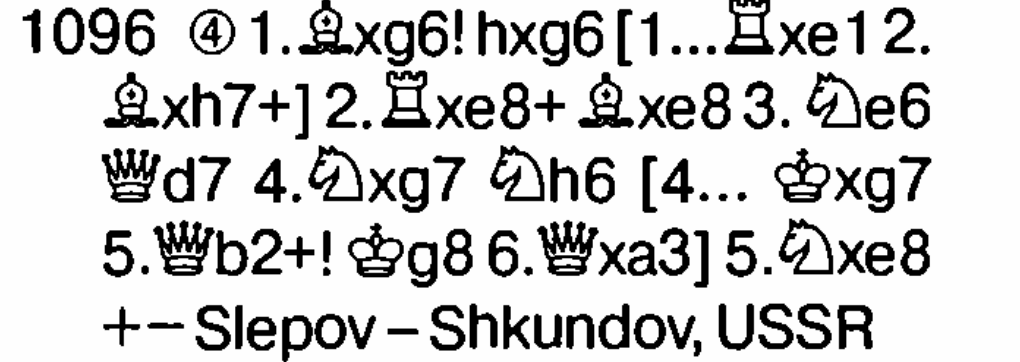 1096 ④ 1.♗xg6! hxg6 [1...♖xe1 2.
♗xh7+] 2.♖xe8+ ♗xe8 3. ♘e6
♕d7 4.♘xg7 ♘h6 [4... ♔xg7
5.♕b2+! ♔g8 6.♕xa3] 5.♘xe8
+− Slepov – Shkundov, USSR